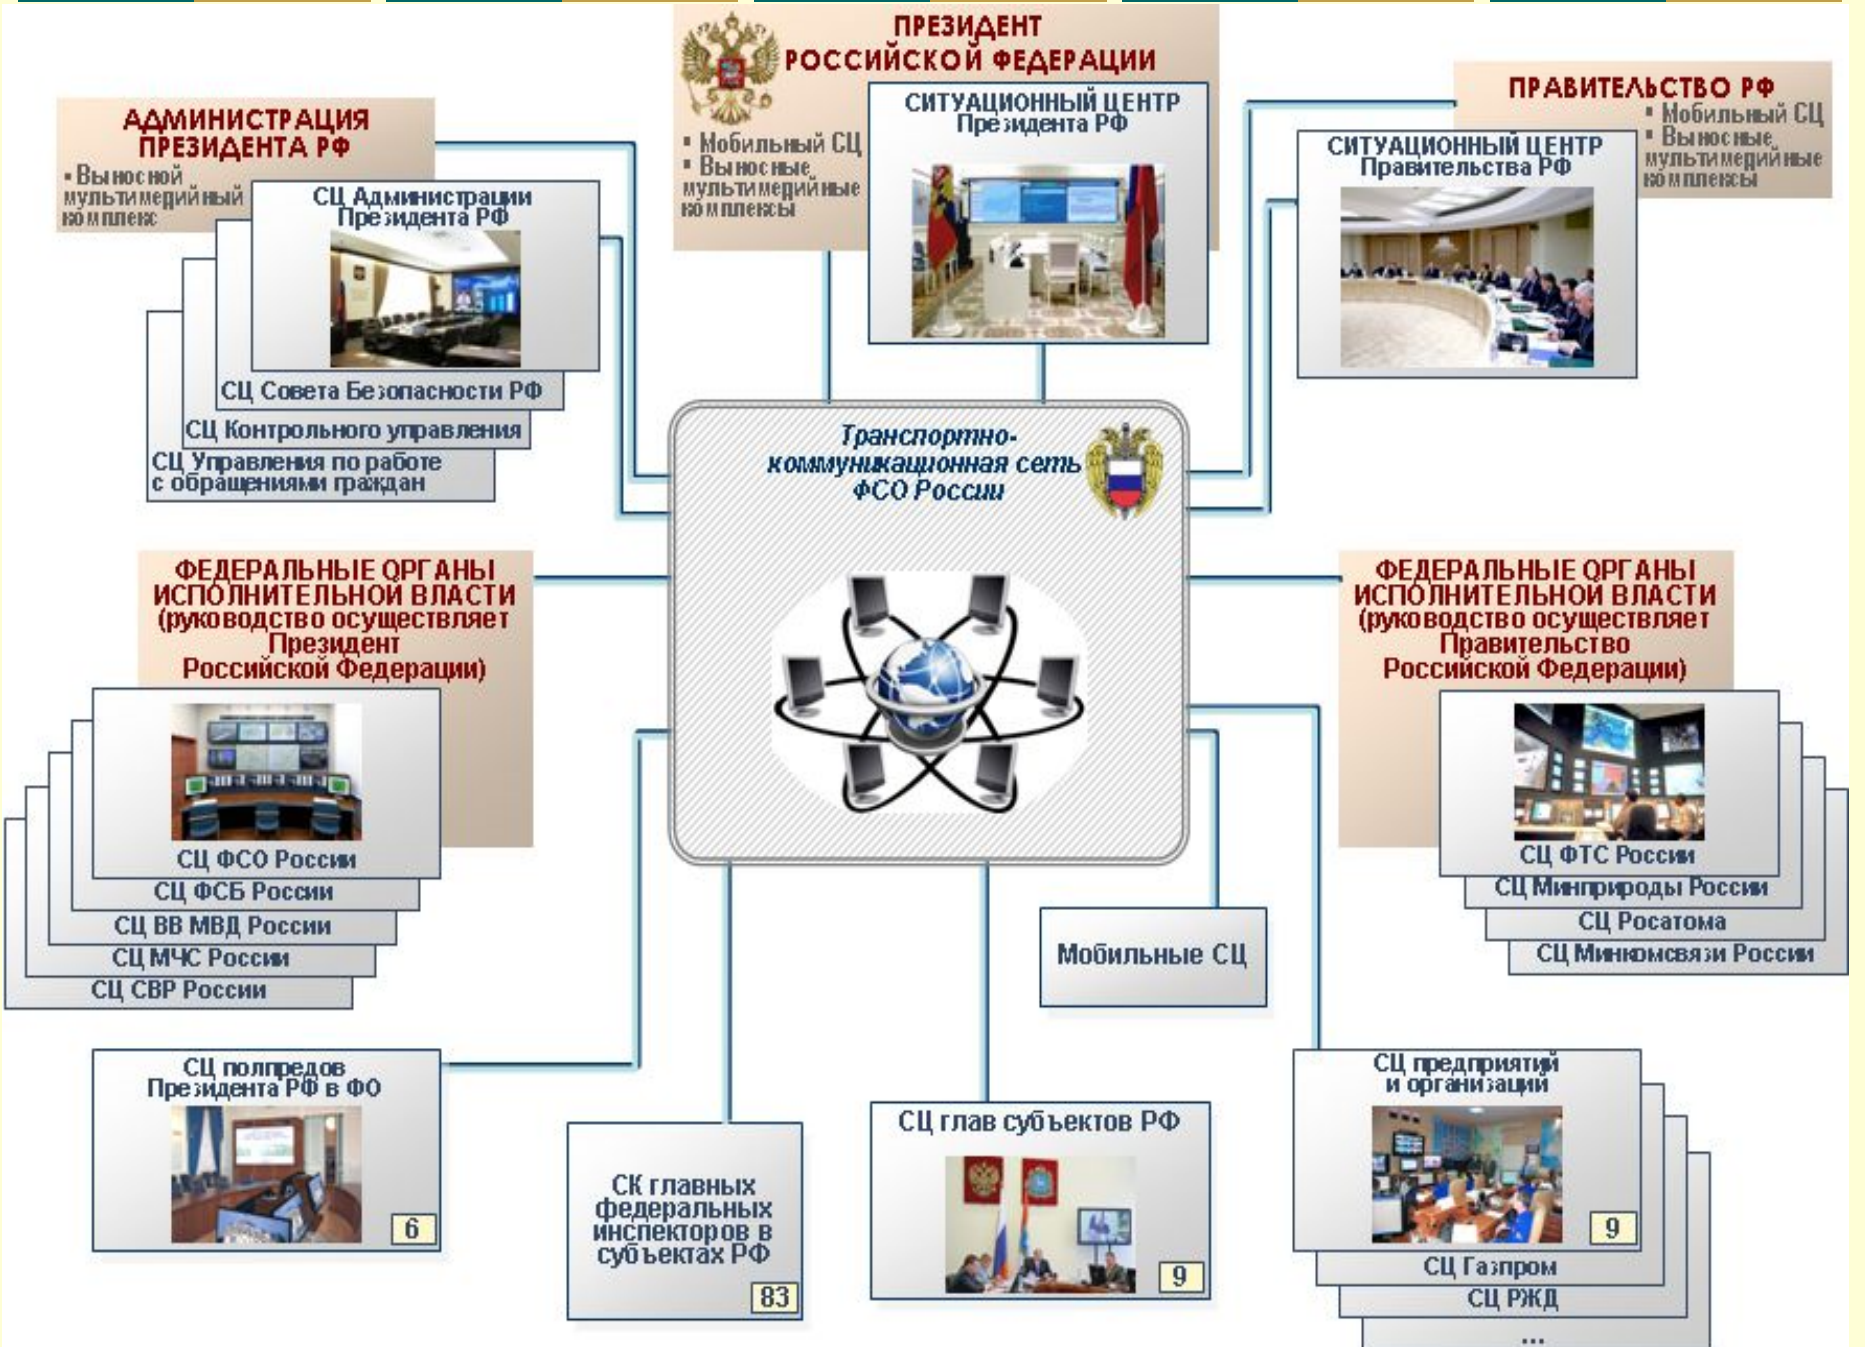 ПРЕЗИДЕНТ
РОССИЙСКОЙ ФЕДЕРАЦИИ
▪ Мобильный СЦ
▪ Выносные
мультимедийные
комплексы
СИТУАЦИОННЫЙ ЦЕНТР
Президента РФ
АДМИНИСТРАЦИЯ
ПРЕЗИДЕНТА РФ
▪ Выносной
мультимедийный
комплекс
СЦ Администрации
Президента РФ
СЦ Совета Безопасности РФ
СЦ Контрольного управления
СЦ Управления по работе
с обращениями граждан
ПРАВИТЕЛЬСТВО РФ
▪ Мобильный СЦ
▪ Выносные
мультимедийные
комплексы
СИТУАЦИОННЫЙ ЦЕНТР
Правительства РФ
Транспортно-
коммуникационная сеть
ФСО России
ФЕДЕРАЛЬНЫЕ ОРГАНЫ
ИСПОЛНИТЕЛЬНОЙ ВЛАСТИ
(руководство осуществляет
Президент
Российской Федерации)
СЦ ФСО России
СЦ ФСБ России
СЦ ВВ МВД России
СЦ МЧС России
СЦ СВР России
ФЕДЕРАЛЬНЫЕ ОРГАНЫ
ИСПОЛНИТЕЛЬНОЙ ВЛАСТИ
(руководство осуществляет
Правительство
Российской Федерации)
СЦ ФТС России
СЦ Минприроды России
СЦ Росатома
СЦ Минкомсвязи России
Мобильные СЦ
СЦ полпредов
Президента РФ в ФО
6
СК главных
федеральных
инспекторов в
субъектах РФ
83
СЦ глав субъектов РФ
9
СЦ предприятий
и организаций
9
СЦ Газпром
СЦ РЖД
...